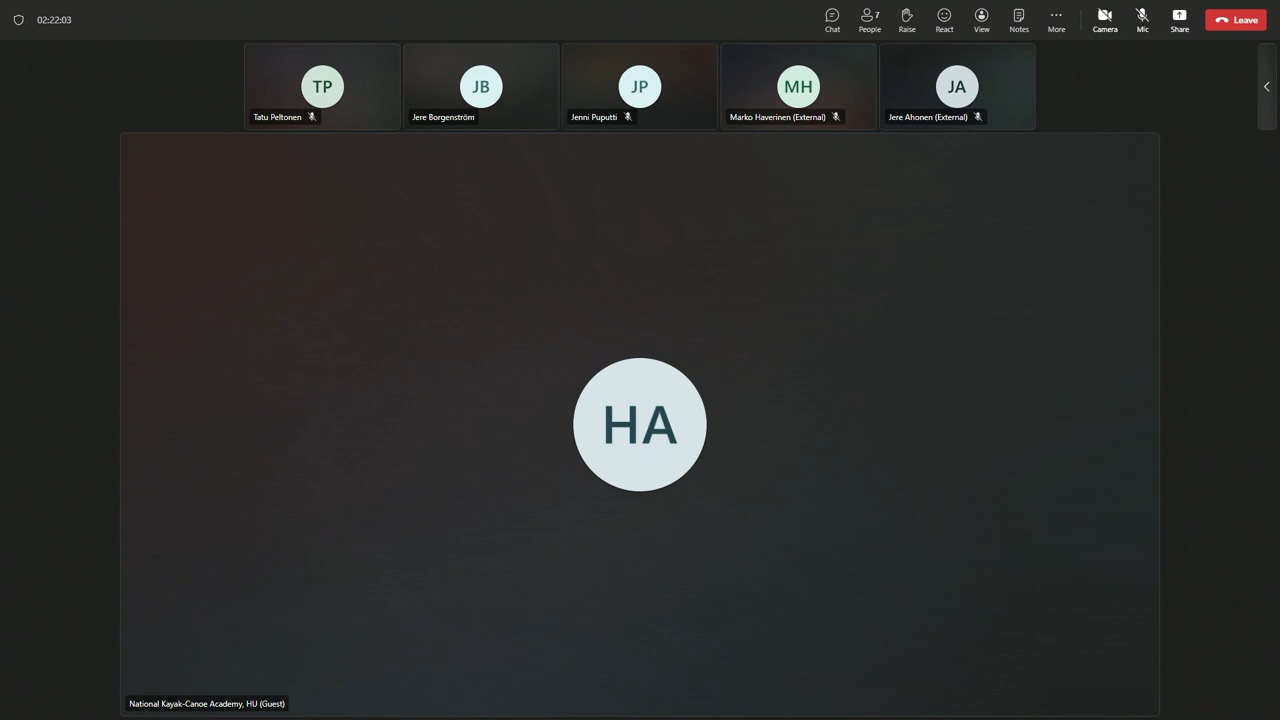 02:22:03
7
Chat People Raise React View Notes More Camera Mic Share Leave
TP JB JP MH JA
Tatu Peltonen Jere Borgenström Jenni Puputti Marko Haverinen (External) Jere Ahonen (External)
HA
National Kayak-Canoe Academy, HU (Guest)